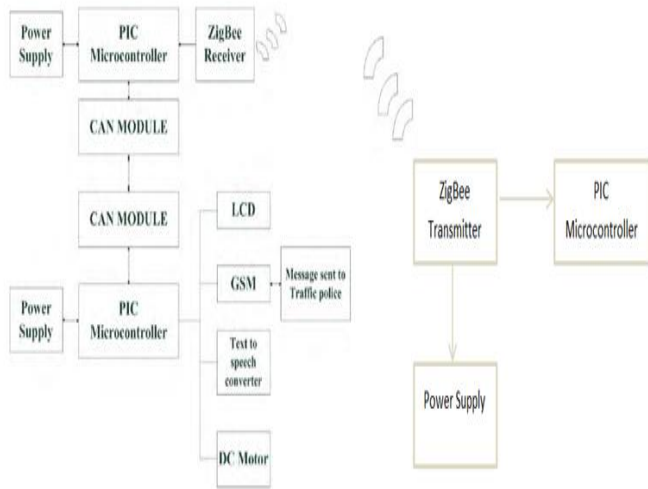 Power
Supply
PIC
Microcontroller
ZigBee
Receiver
CAN MODULE
CAN MODULE
LCD
GSM
Message sent to
Traffic police
Power
Supply
PIC
Microcontroller
Text to
speech
converter
DC Motor
ZigBee
Transmitter
PIC
Microcontroller
Power Supply